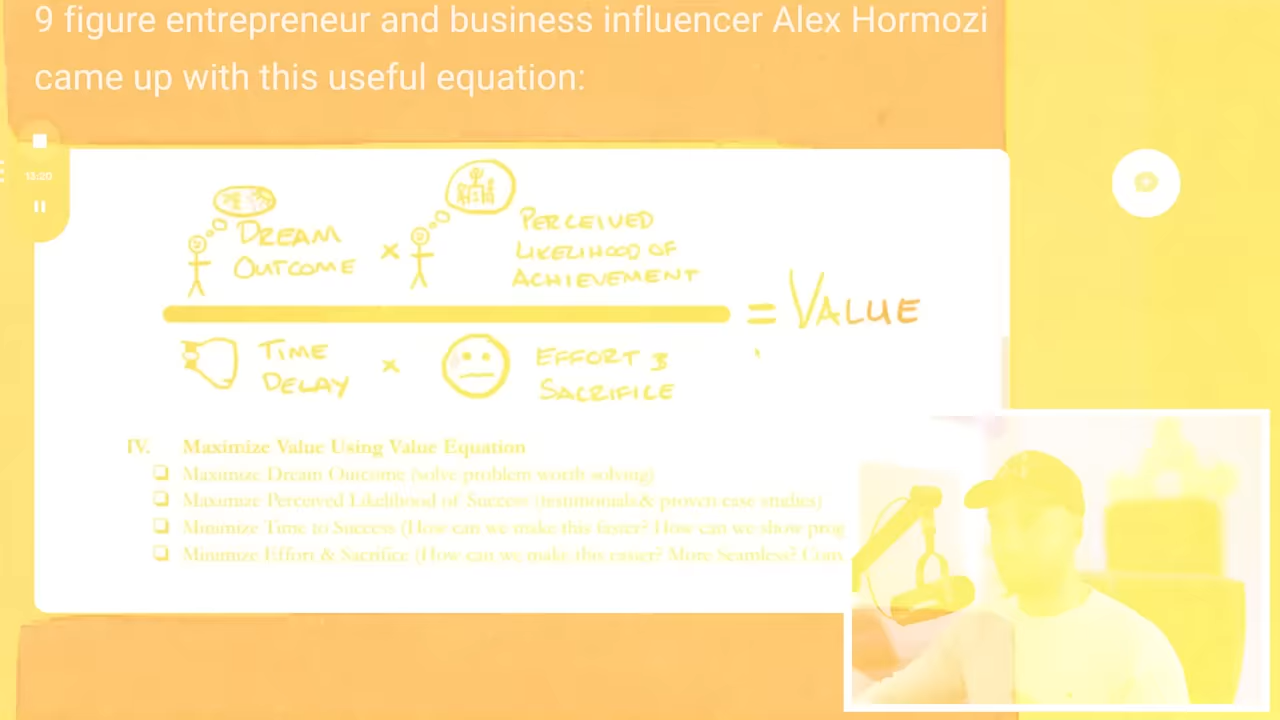 9 figure entrepreneur and business influencer Alex Hormozi
came up with this useful equation:
13:20
DREAM
OUTCOME
x
PERCEIVED
LIKELIHOOD OF
ACHIEVEMENT
= VALUE
TIME
DELAY
x
EFFORT &
SACRIFICE
IV. Maximize Value Using Value Equation
Maximize Dream Outcome (solve problem worth solving)
Maximize Perceived Likelihood of Success (testimonials & proven case studies)
Minimize Time to Success (How can we make this faster? How can we show prog
Minimize Effort & Sacrifice (How can we make this easier? More Seamless? Con